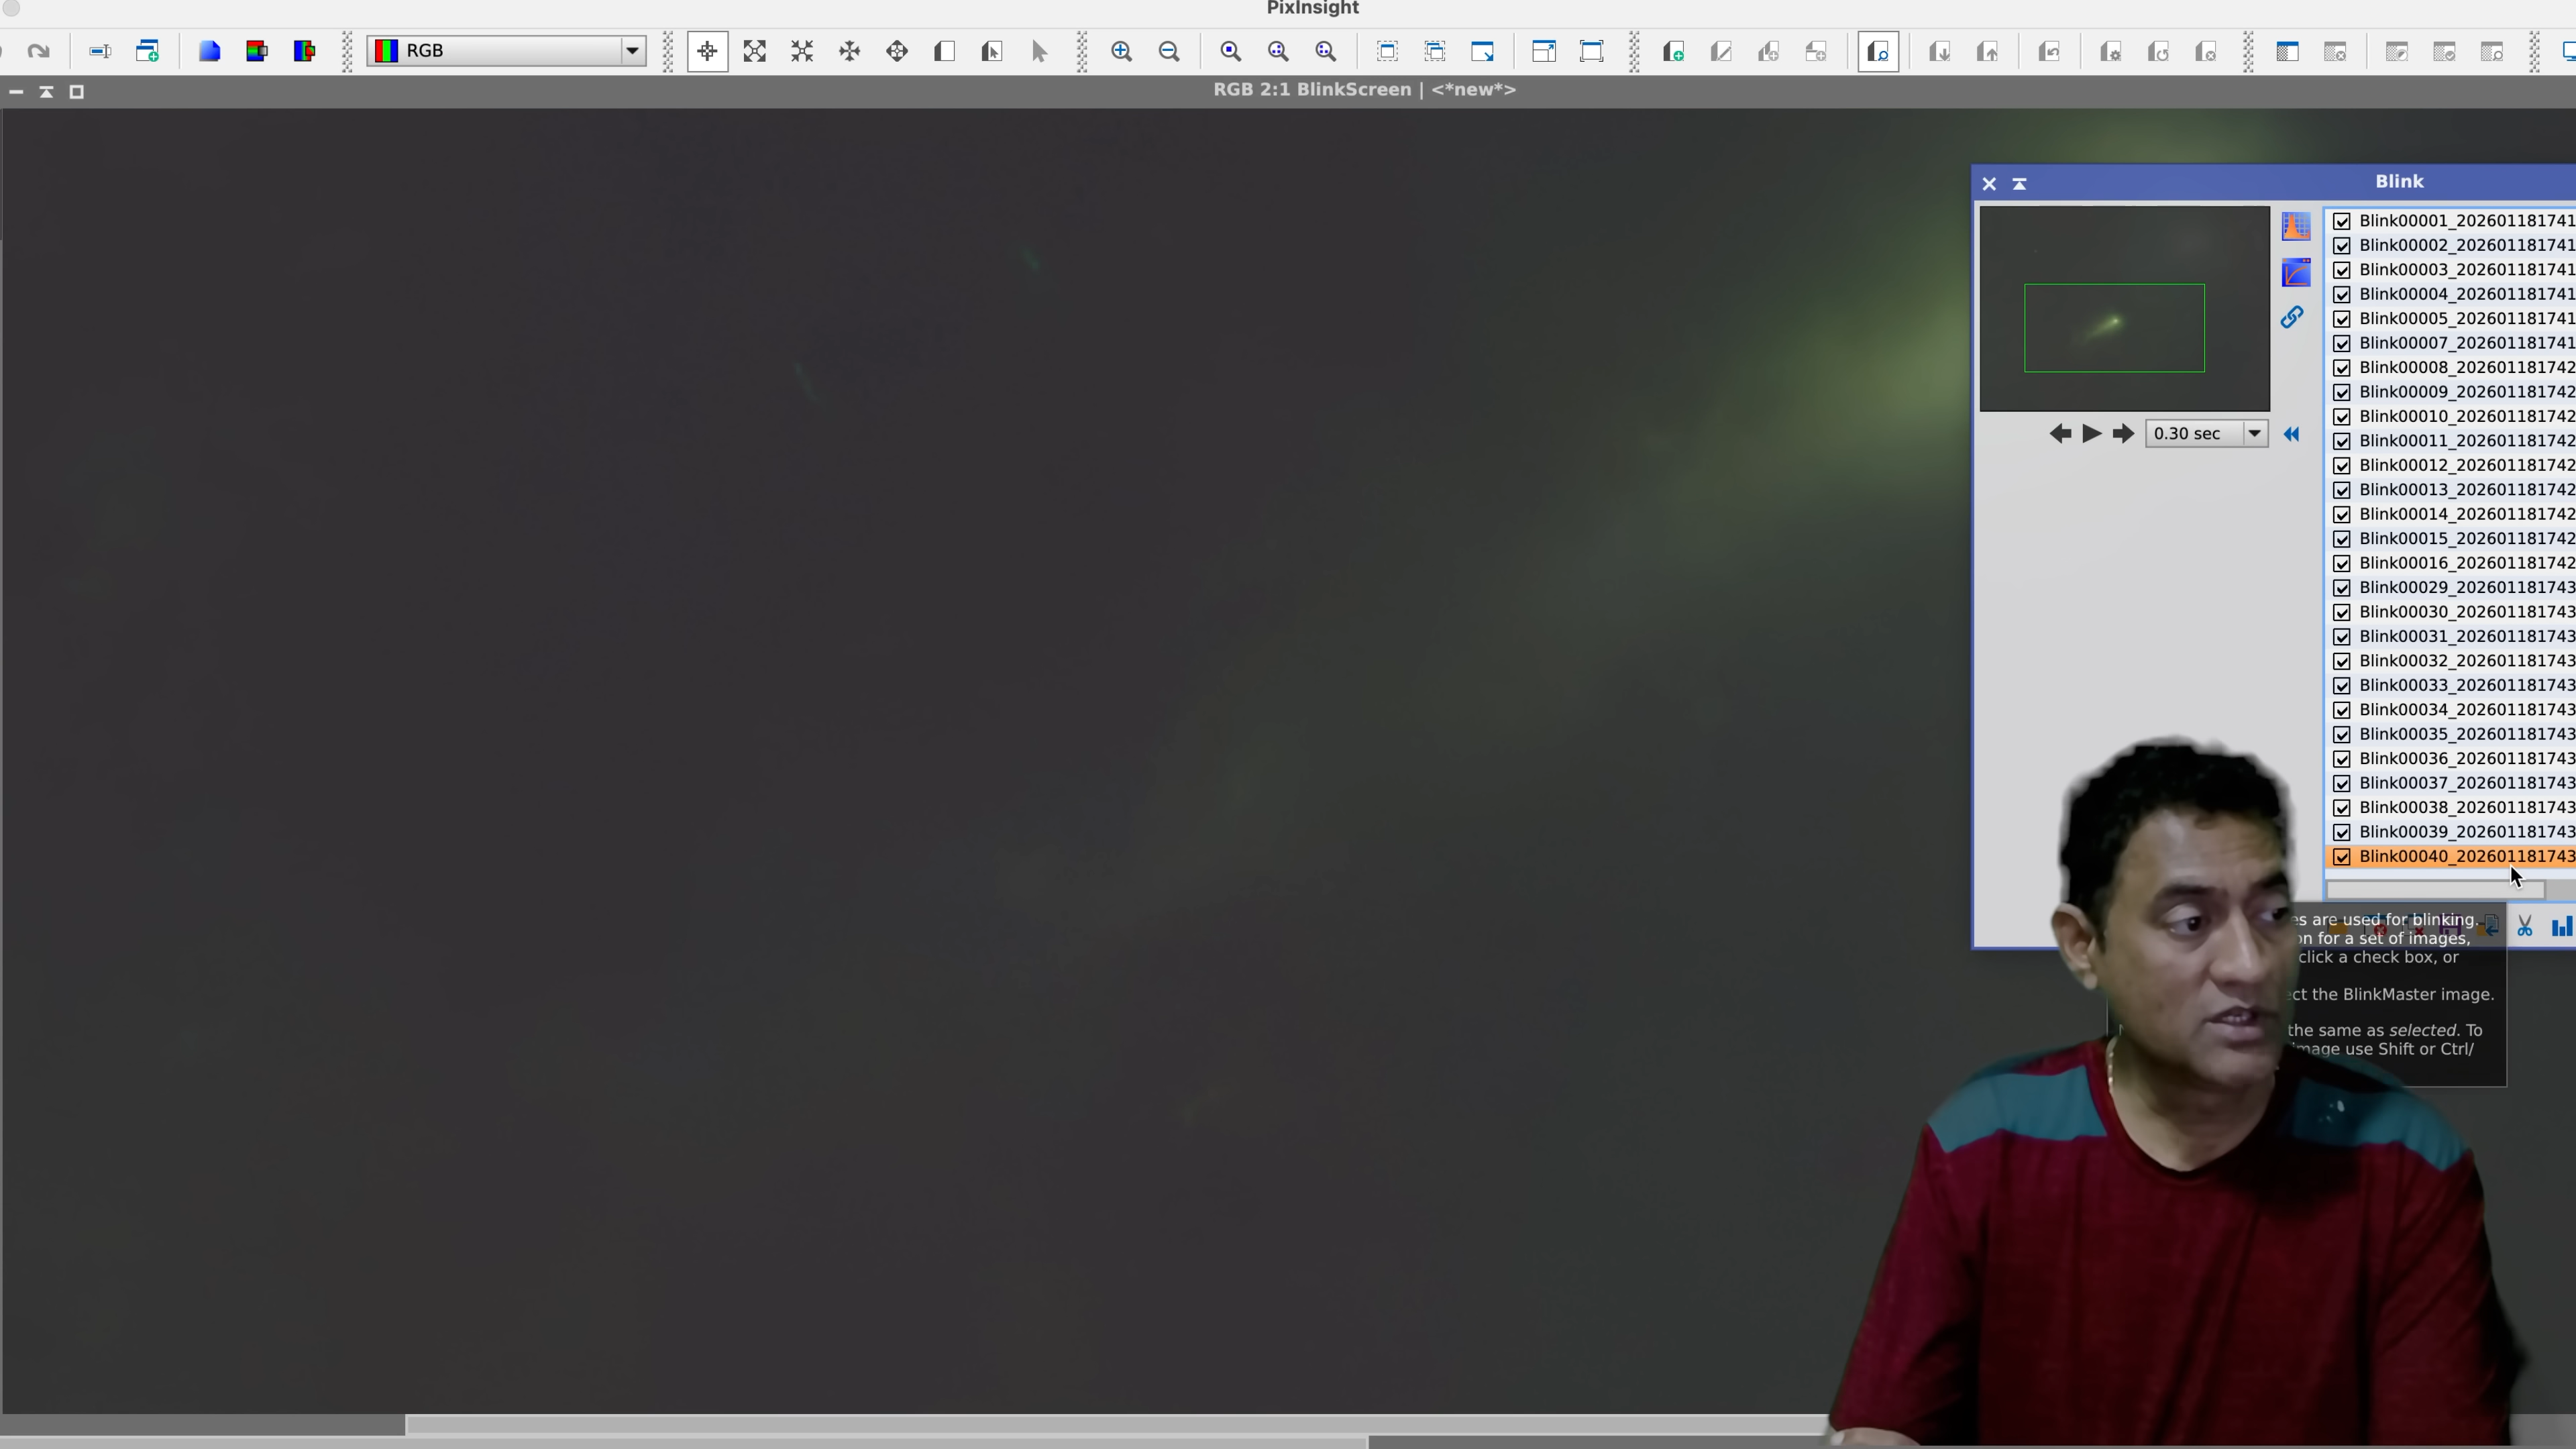 PixInsight
RGB
RGB 2:1 BlinkScreen | <*new*>
Blink
Blink00001_202601181741
Blink00002_202601181741
Blink00003_202601181741
Blink00004_202601181741
Blink00005_202601181741
Blink00007_202601181741
Blink00008_202601181742
Blink00009_202601181742
Blink00010_202601181742
Blink00011_202601181742
Blink00012_202601181742
Blink00013_202601181742
Blink00014_202601181742
Blink00015_202601181742
Blink00016_202601181742
Blink00029_202601181743
Blink00030_202601181743
Blink00031_202601181743
Blink00032_202601181743
Blink00033_202601181743
Blink00034_202601181743
Blink00035_202601181743
Blink00036_202601181743
Blink00037_202601181743
Blink00038_202601181743
Blink00039_202601181743
Blink00040_202601181743
0.30 sec
es are used for blinking.
on for a set of images,
click a check box, or
ect the BlinkMaster image.
the same as selected. To
image use Shift or Ctrl/